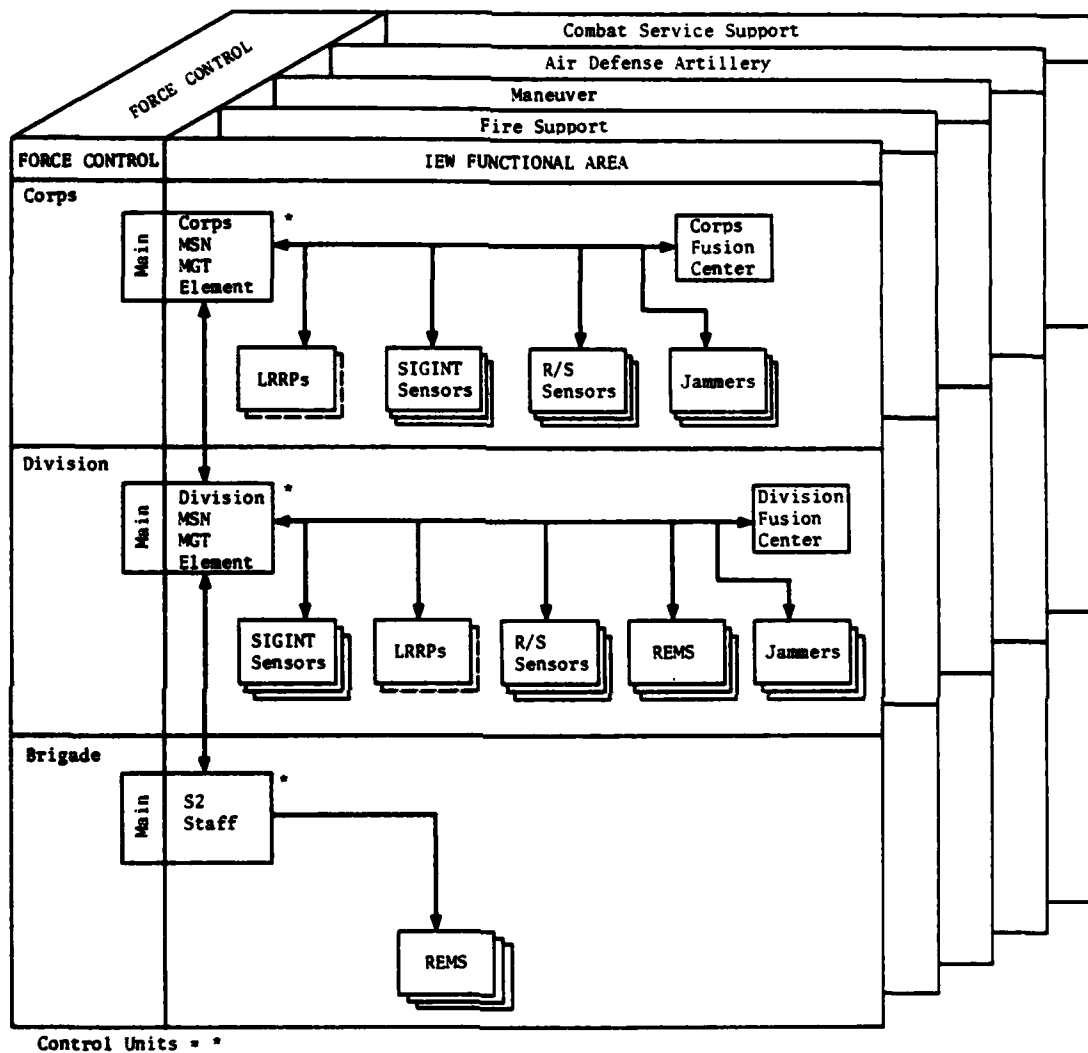 Combat Service Support
Air Defense Artillery
Maneuver
Fire Support
FORCE CONTROL
FORCE CONTROL
IEW FUNCTIONAL AREA
Corps
Main
Corps
MSN
MGT
Element
*
Corps
Fusion
Center
LRRPs
SIGINT
Sensors
R/S
Sensors
Jammers
Division
Main
Division
MSN
MGT
Element
*
Division
Fusion
Center
SIGINT
Sensors
LRRPs
R/S
Sensors
REMS
Jammers
Brigade
Main
S2
Staff
*
REMS
Control Units = *